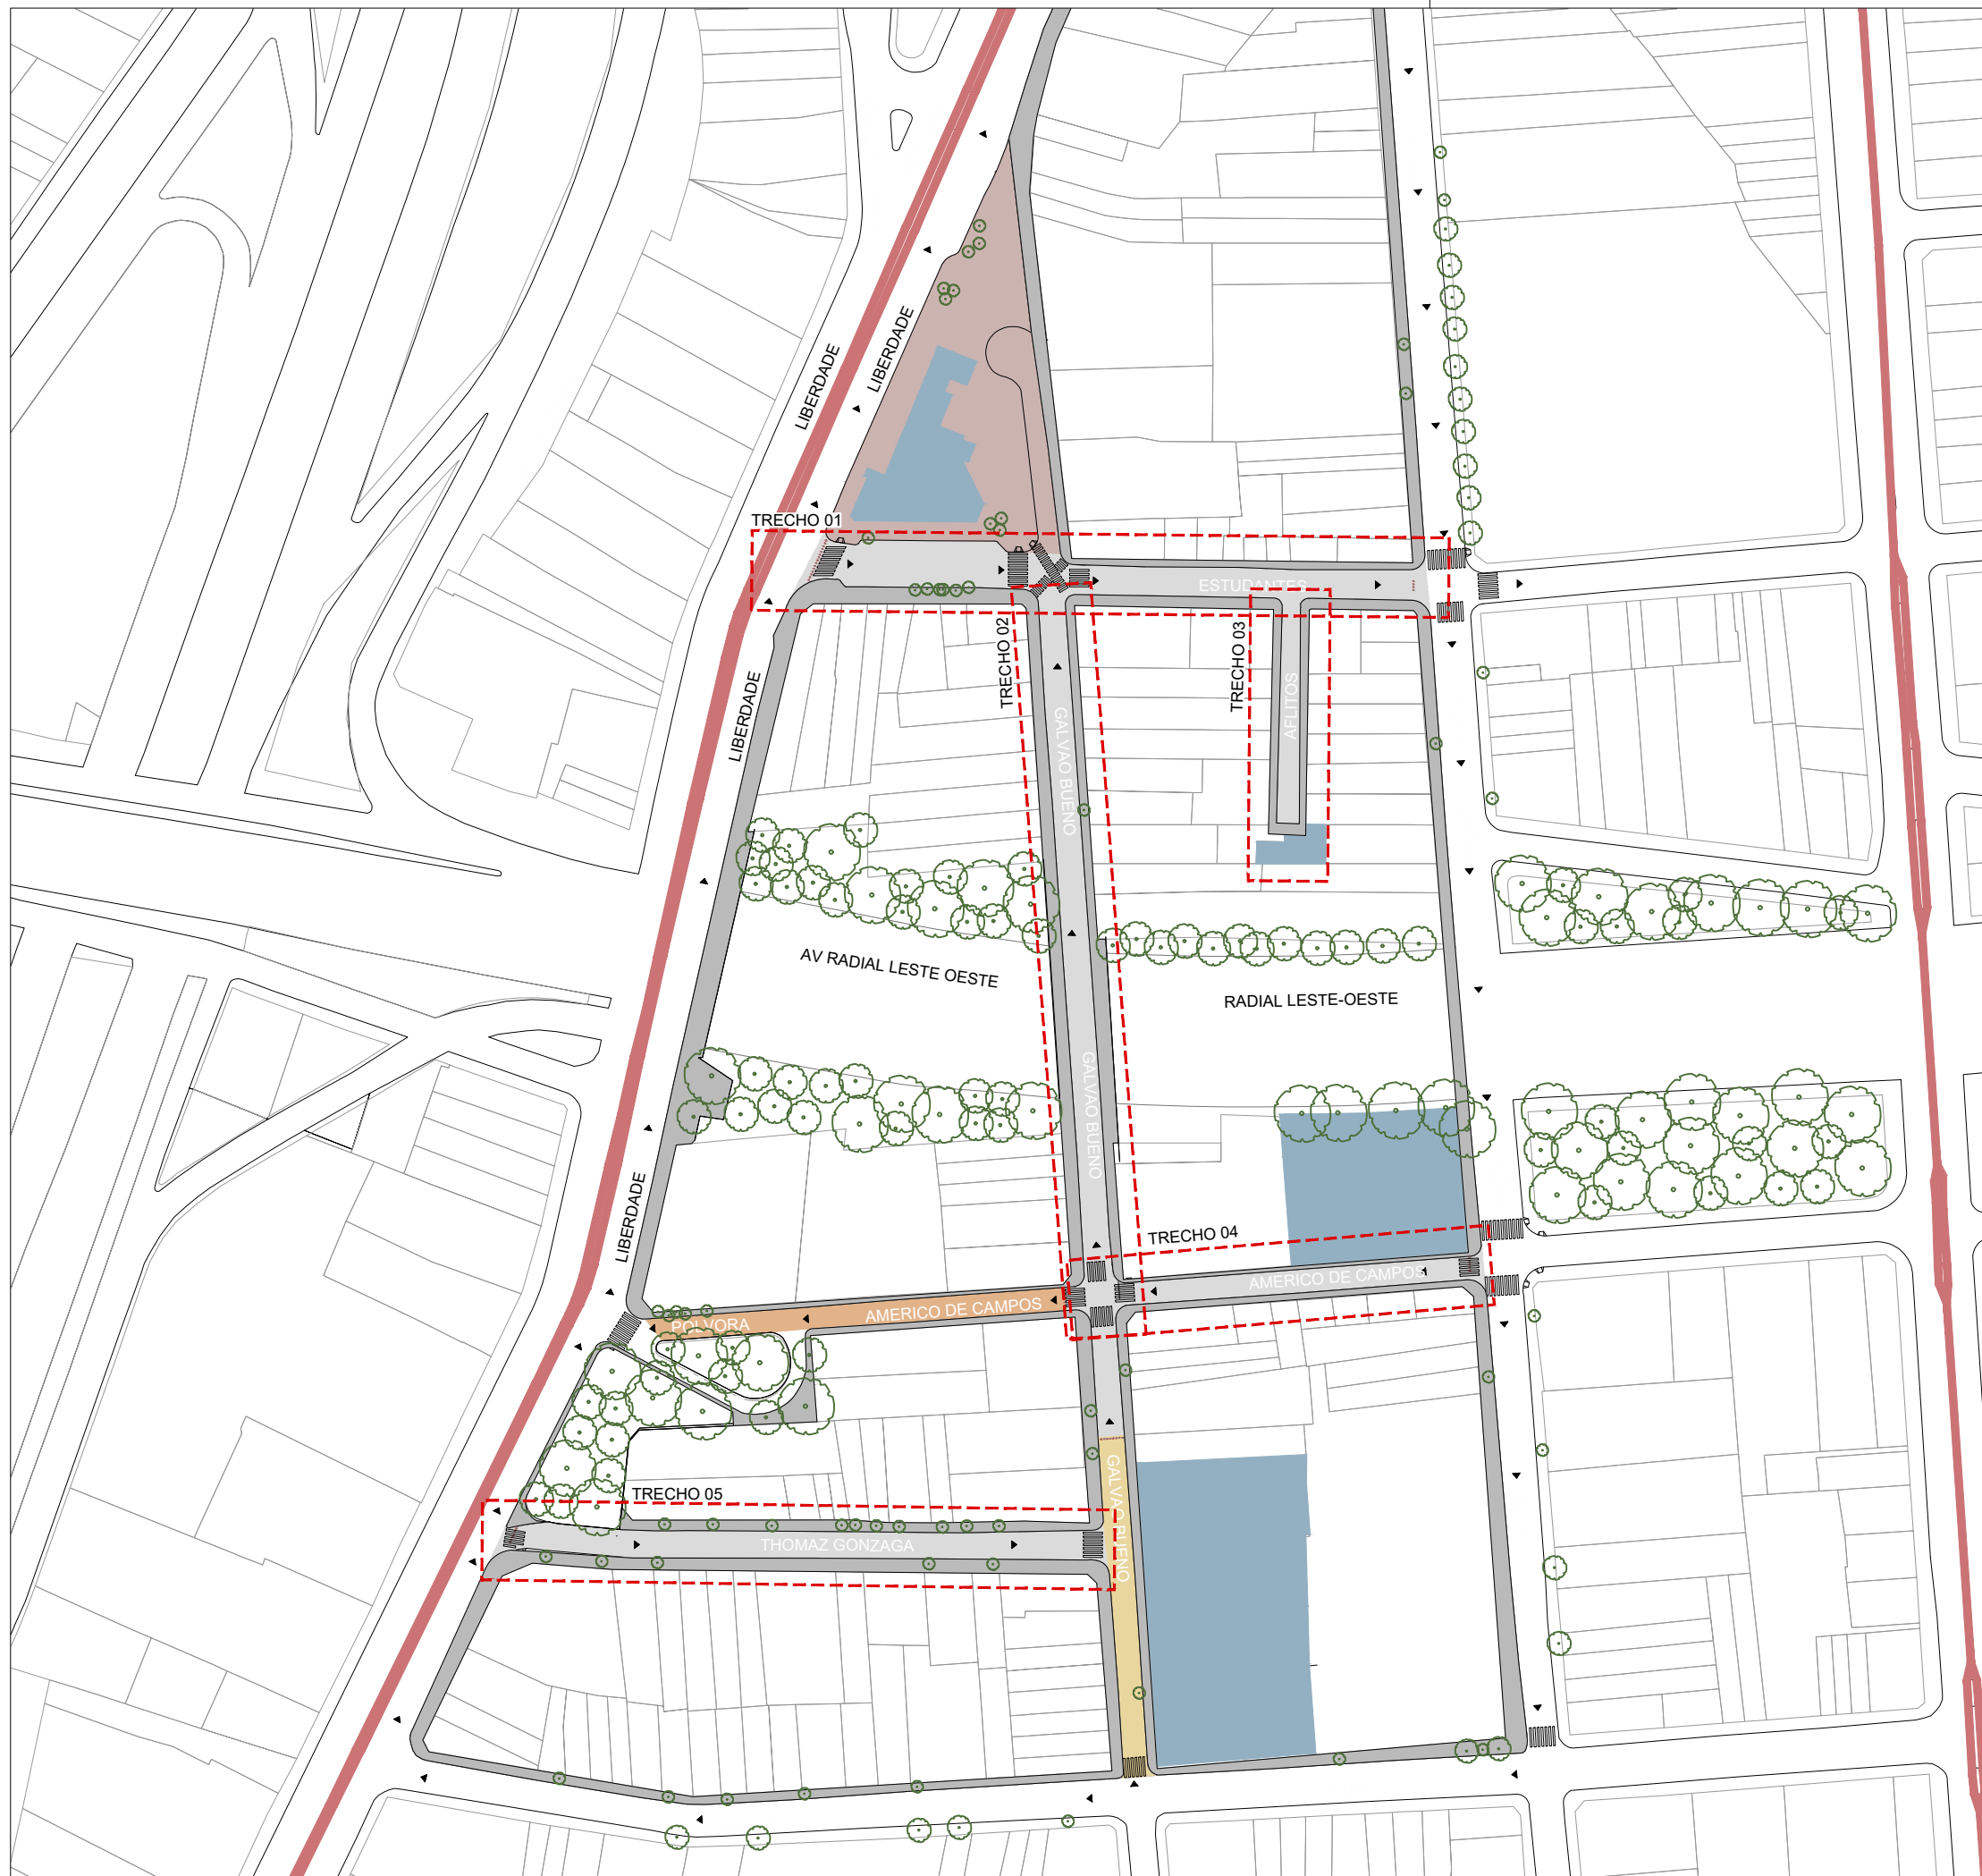 LIBERDADE
LIBERDADE
TRECHO 01
ESTUDANTES
TRECHO 02
TRECHO 03
LIBERDADE
AFLITOS
GALVAO BUENO
AV RADIAL LESTE OESTE
RADIAL LESTE-OESTE
GALVAO BUENO
LIBERDADE
TRECHO 04
AMERICO DE CAMPOS
AMERICO DE CAMPOS
POLVORA
TRECHO 05
GALVAO BUENO
THOMAZ GONZAGA